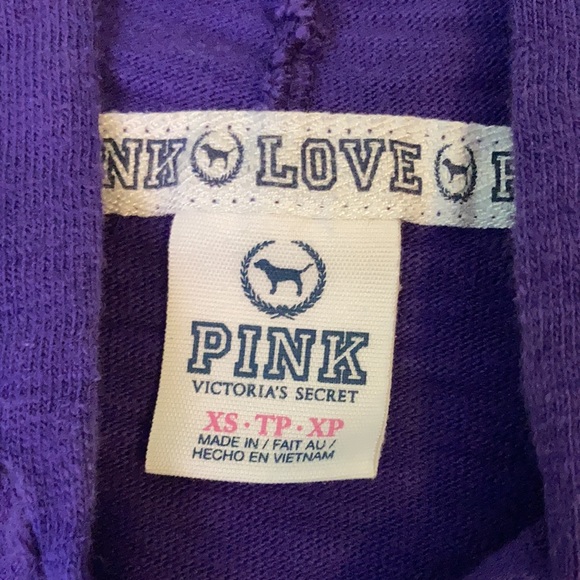 NK LOVE P
PINK
VICTORIA'S SECRET
XS·TP·XP
MADE IN / FAIT AU /
HECHO EN VIETNAM